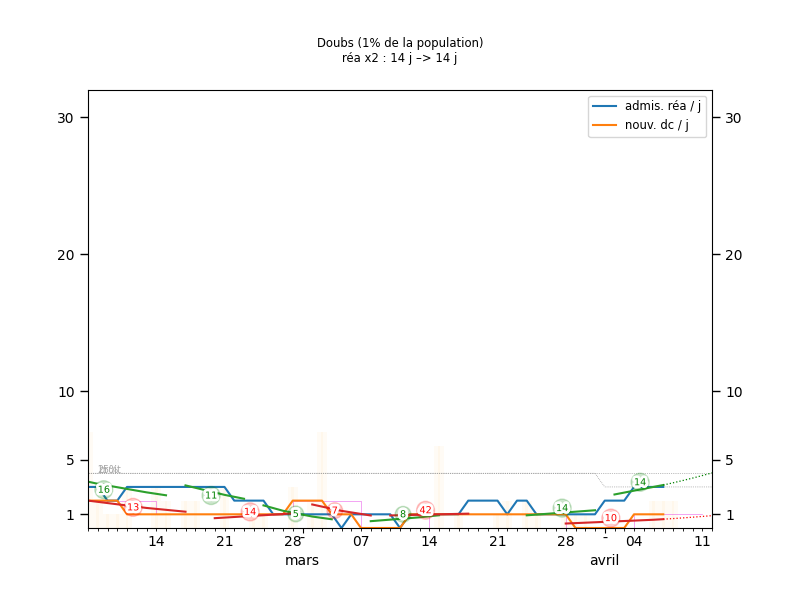 Doubs (1% de la population)
réa x2 : 14 j –> 14 j
admis. réa / j
nouv. dc / j
30 30
20 20
10 10
5 5
1 1
16 13 11 14 5 7 8 42 14 10 14
14 21 28 07 14 21 28 04 11
mars avril